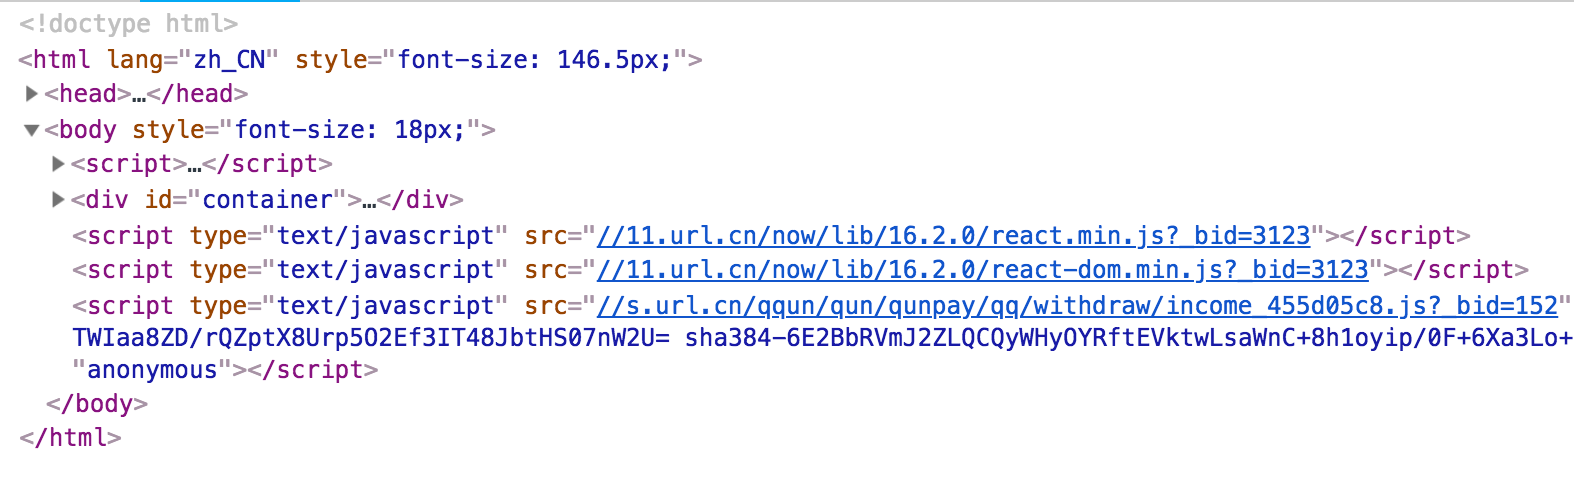 <!doctype html>
<html lang="zh_CN" style="font-size: 146.5px;">
<head>…</head>
<body style="font-size: 18px;">
<script>…</script>
<div id="container">…</div>
<script type="text/javascript" src="//11.url.cn/now/lib/16.2.0/react.min.js?_bid=3123"></script>
<script type="text/javascript" src="//11.url.cn/now/lib/16.2.0/react-dom.min.js?_bid=3123"></script>
<script type="text/javascript" src="//s.url.cn/qqun/qun/qunpay/qq/withdraw/income_455d05c8.js?_bid=152"
TWIaa8ZD/rQZptX8Urp5O2Ef3IT48JbtHS07nW2U= sha384-6E2BbRVmJ2ZLQCQyWHyOYRftEVktwLsaWnC+8h1oyip/0F+6Xa3Lo+
"anonymous"></script>
</body>
</html>